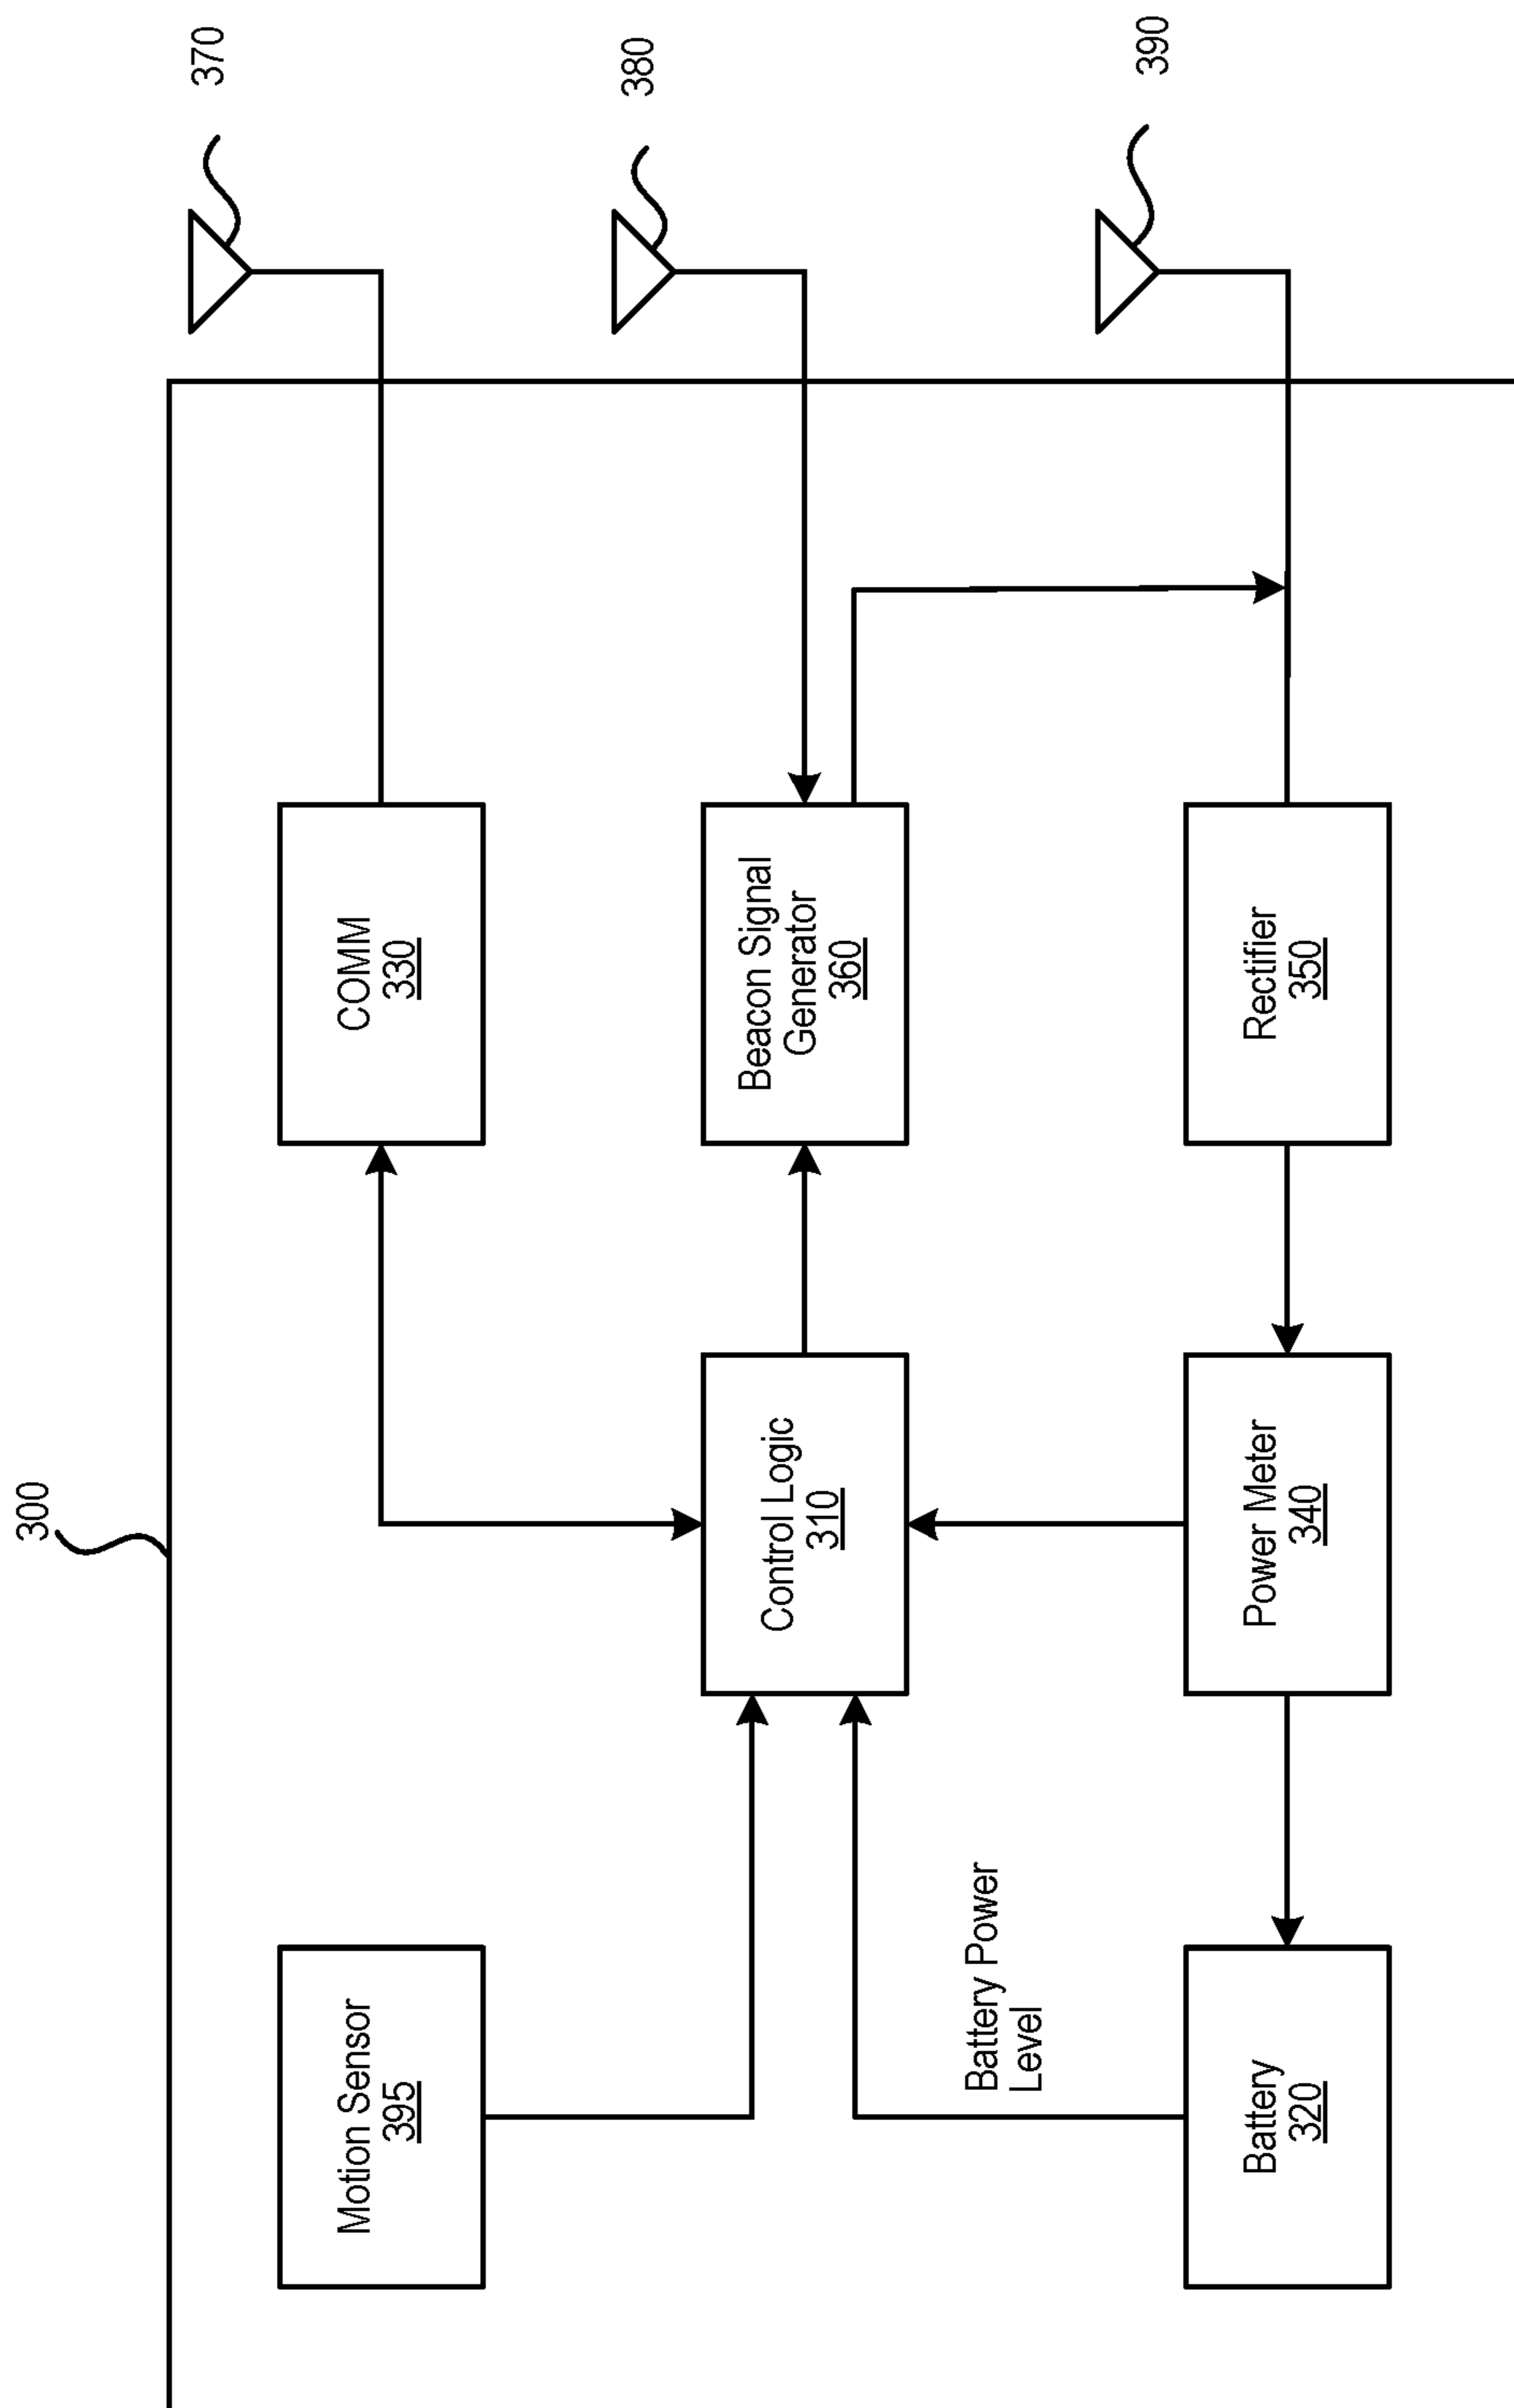 300
370
380
390
Motion Sensor
395
COMM
330
Control Logic
310
Beacon Signal
Generator
360
Battery Power
Level
Battery
320
Power Meter
340
Rectifier
350